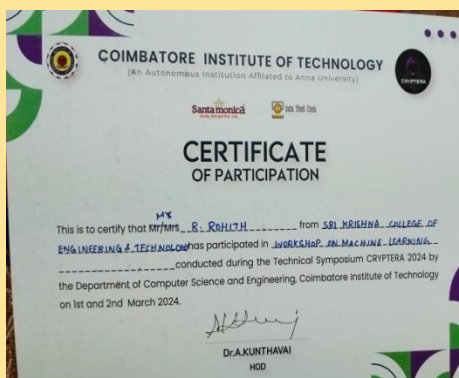 COIMBATORE INSTITUTE OF TECHNOLOGY
(An Autonomous Institution Affilated to Anna University)
CRYPTERA
Santamonica
CERTIFICATE
OF PARTICIPATION
MR
This is to certify that Mr/Mrs R. ROHITH from SRI KRISHNA COLLEGE OF
ENGINEERING & TECHNOLOGY has participated in WORKSHOP ON MACHINE LEARNING
conducted during the Technical Symposium CRYPTERA 2024 by
the Department of Computer Science and Engineering, Coimbatore Institute of Technology
on 1st and 2nd March 2024.
Dr.A.KUNTHAVAI
HOD